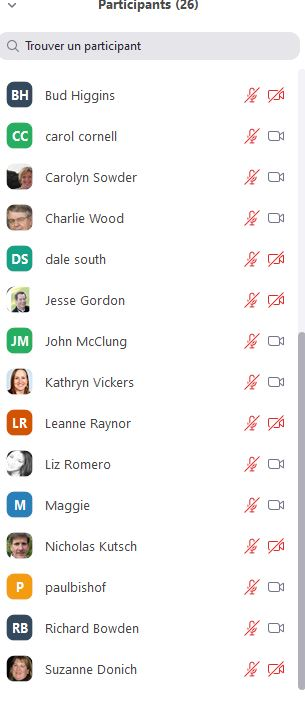 Participants (26)
Trouver un participant
BH Bud Higgins
CC carol cornell
Carolyn Sowder
Charlie Wood
DS dale south
Jesse Gordon
JM John McClung
Kathryn Vickers
LR Leanne Raynor
Liz Romero
M Maggie
Nicholas Kutsch
P paulbishof
RB Richard Bowden
Suzanne Donich